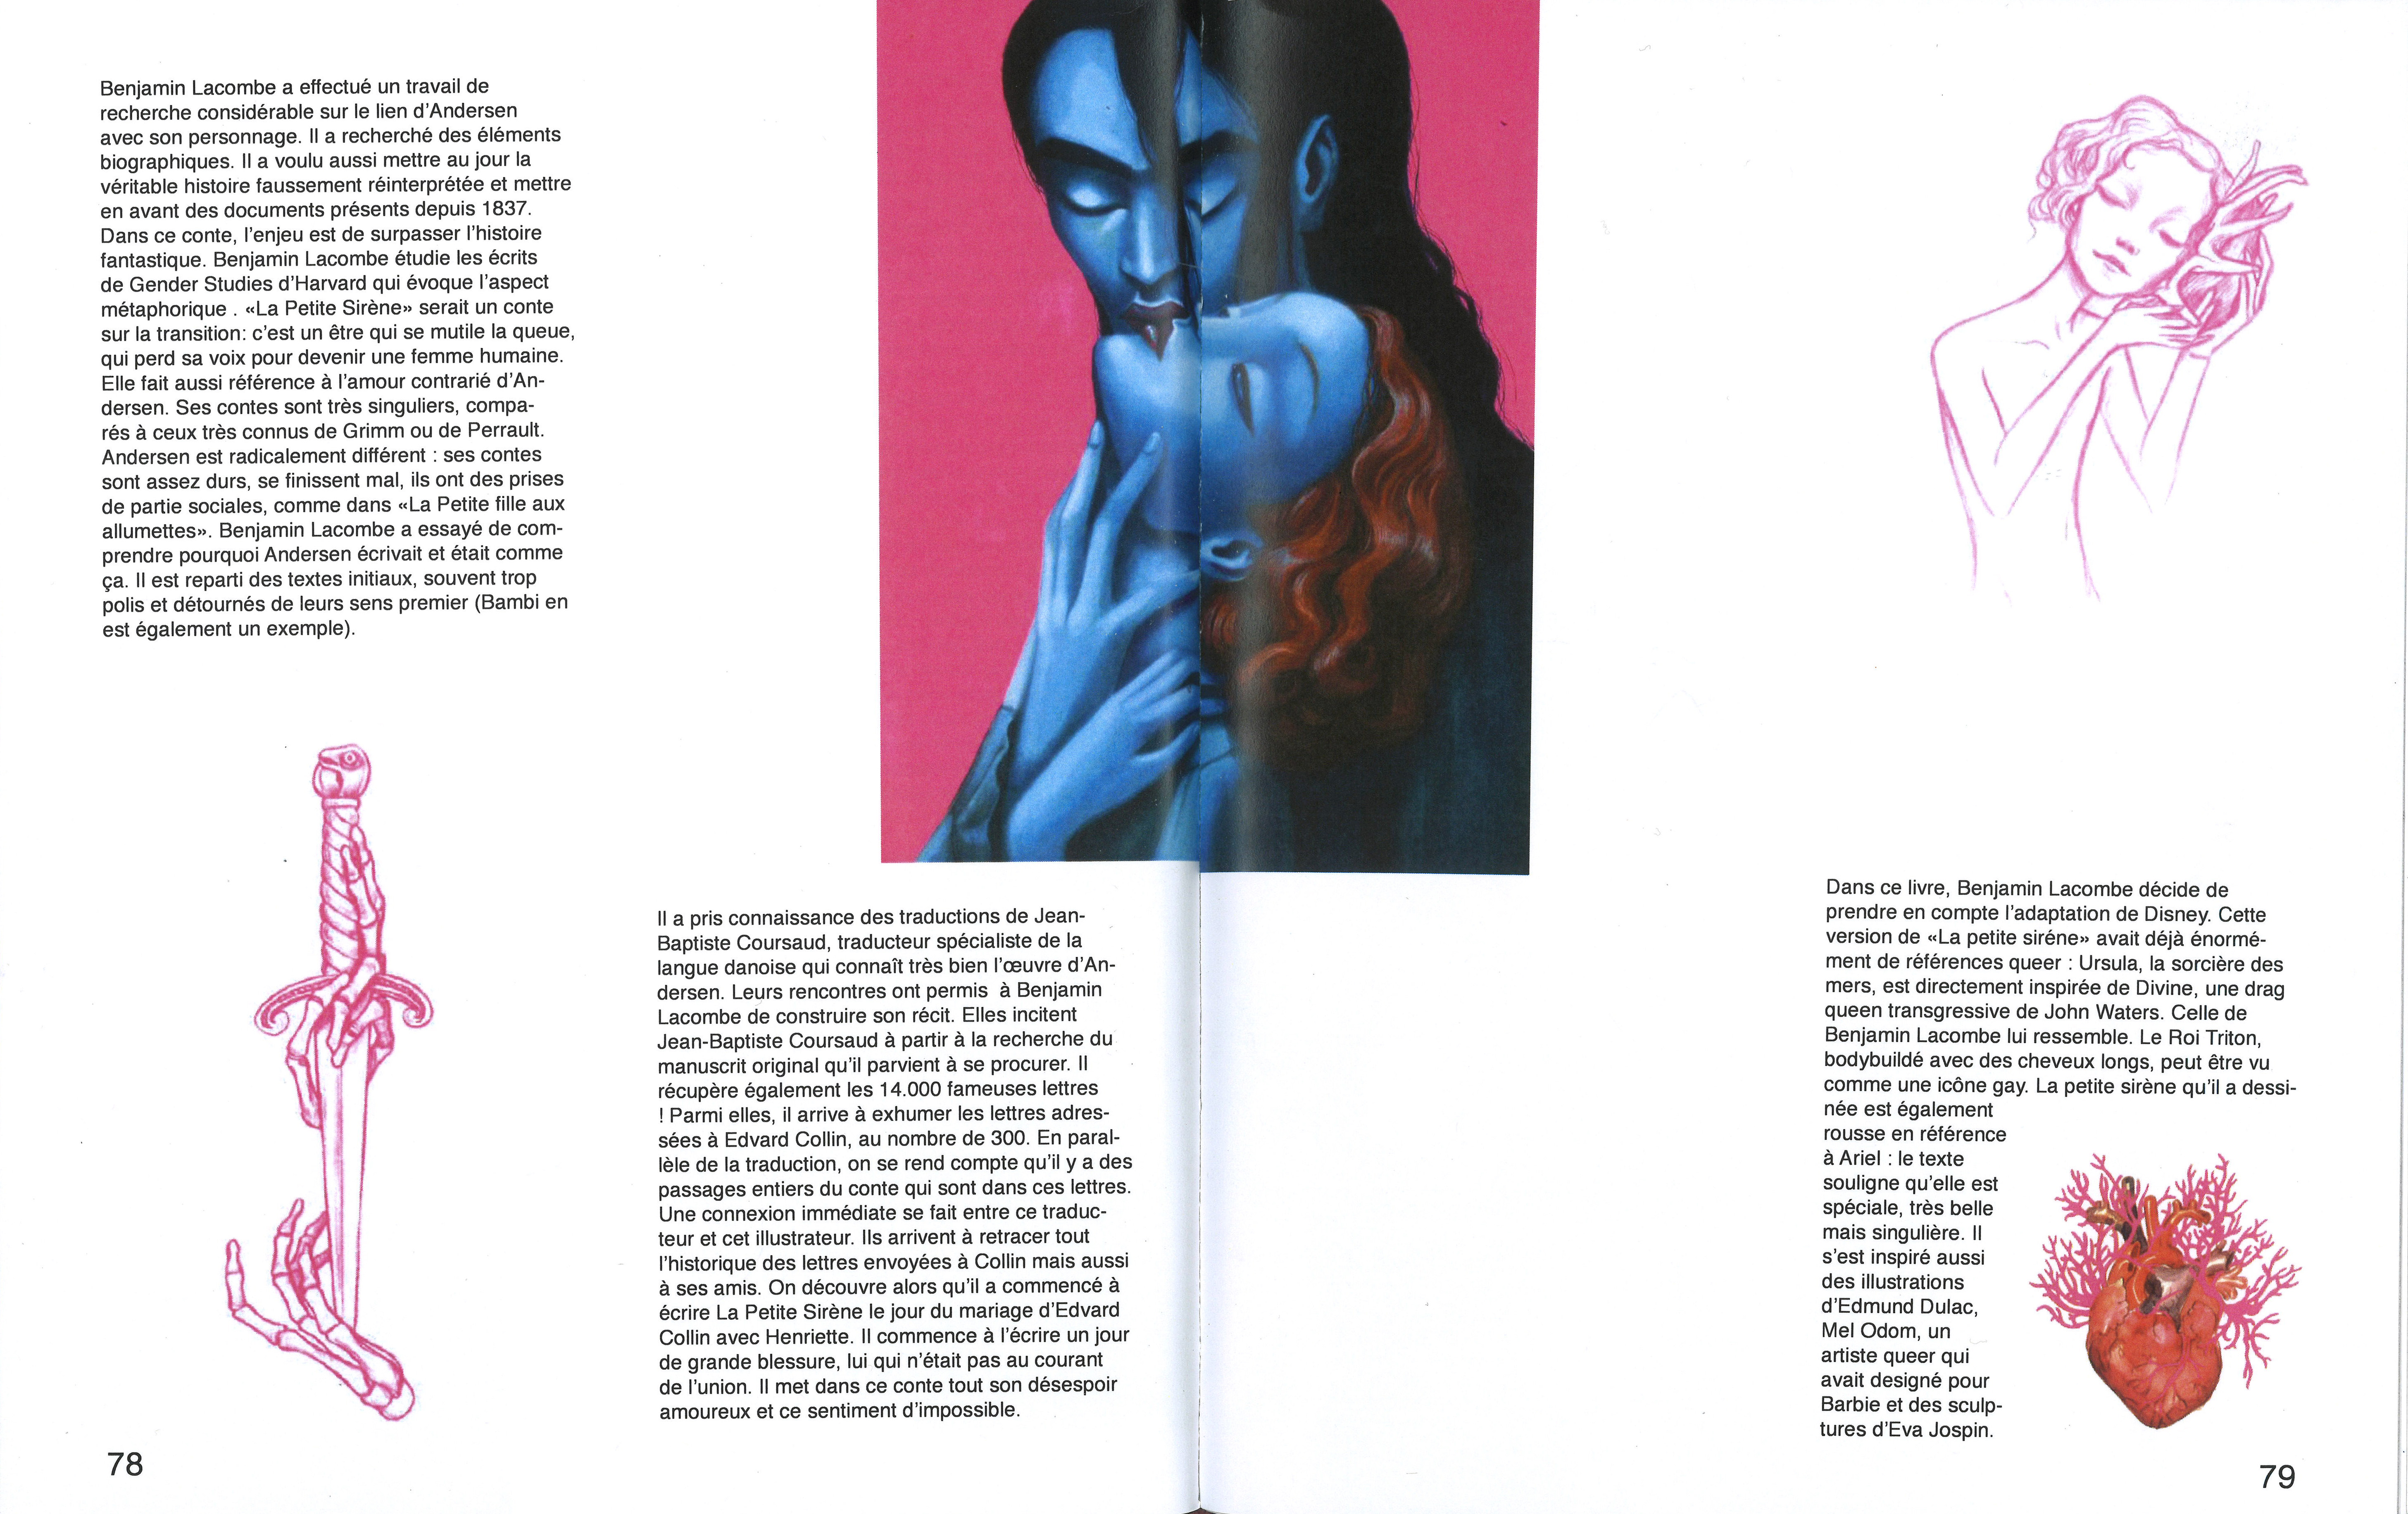 Benjamin Lacombe a effectué un travail de
recherche considérable sur le lien d’Andersen
avec son personnage. Il a recherché des éléments
biographiques. Il a voulu aussi mettre au jour la
véritable histoire faussement réinterprétée et mettre
en avant des documents présents depuis 1837.
Dans ce conte, l’enjeu est de surpasser l’histoire
fantastique. Benjamin Lacombe étudie les écrits
de Gender Studies d’Harvard qui évoque l’aspect
métaphorique . «La Petite Sirène» serait un conte
sur la transition: c’est un être qui se mutile la queue,
qui perd sa voix pour devenir une femme humaine.
Elle fait aussi référence à l’amour contrarié d’An-
dersen. Ses contes sont très singuliers, compa-
rés à ceux très connus de Grimm ou de Perrault.
Andersen est radicalement différent : ses contes
sont assez durs, se finissent mal, ils ont des prises
de partie sociales, comme dans «La Petite fille aux
allumettes». Benjamin Lacombe a essayé de com-
prendre pourquoi Andersen écrivait et était comme
ça. Il est reparti des textes initiaux, souvent trop
polis et détournés de leurs sens premier (Bambi en
est également un exemple).
Il a pris connaissance des traductions de Jean-
Baptiste Coursaud, traducteur spécialiste de la
langue danoise qui connaît très bien l’œuvre d’An-
dersen. Leurs rencontres ont permis  à Benjamin
Lacombe de construire son récit. Elles incitent
Jean-Baptiste Coursaud à partir à la recherche du
manuscrit original qu’il parvient à se procurer. Il
récupère également les 14.000 fameuses lettres
! Parmi elles, il arrive à exhumer les lettres adres-
sées à Edvard Collin, au nombre de 300. En paral-
lèle de la traduction, on se rend compte qu’il y a des
passages entiers du conte qui sont dans ces lettres.
Une connexion immédiate se fait entre ce traduc-
teur et cet illustrateur. Ils arrivent à retracer tout
l’historique des lettres envoyées à Collin mais aussi
à ses amis. On découvre alors qu’il a commencé à
écrire La Petite Sirène le jour du mariage d’Edvard
Collin avec Henriette. Il commence à l’écrire un jour
de grande blessure, lui qui n’était pas au courant
de l’union. Il met dans ce conte tout son désespoir
amoureux et ce sentiment d’impossible.
78
Dans ce livre, Benjamin Lacombe décide de
prendre en compte l’adaptation de Disney. Cette
version de «La petite siréne» avait déjà énormé-
ment de références queer : Ursula, la sorcière des
mers, est directement inspirée de Divine, une drag
queen transgressive de John Waters. Celle de
Benjamin Lacombe lui ressemble. Le Roi Triton,
bodybuildé avec des cheveux longs, peut être vu
comme une icône gay. La petite sirène qu’il a dessi-
née est également
rousse en référence
à Ariel : le texte
souligne qu’elle est
spéciale, très belle
mais singulière. Il
s’est inspiré aussi
des illustrations
d’Edmund Dulac,
Mel Odom, un
artiste queer qui
avait designé pour
Barbie et des sculp-
tures d’Eva Jospin.
79